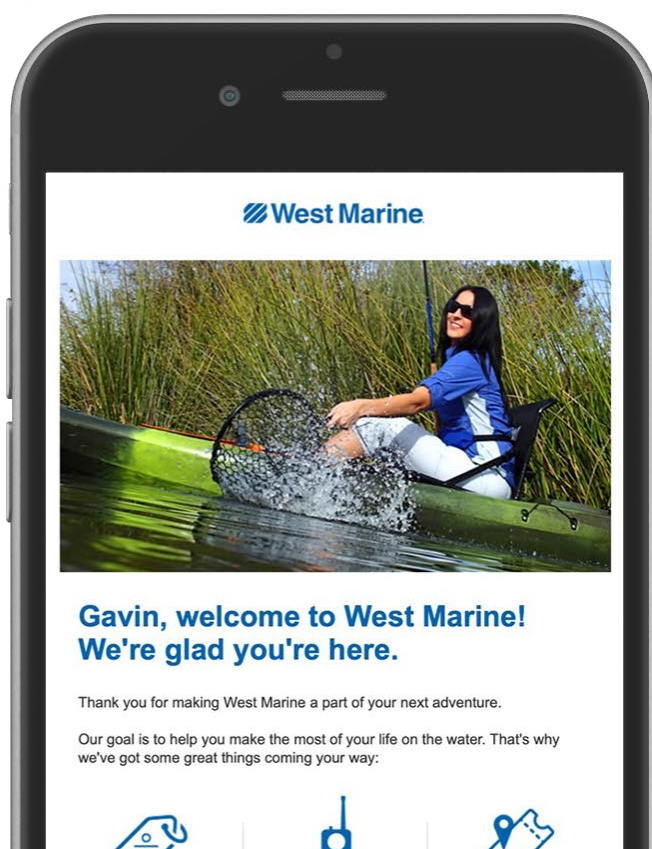 West Marine
Gavin, welcome to West Marine!
We're glad you're here.
Thank you for making West Marine a part of your next adventure.
Our goal is to help you make the most of your life on the water. That's why
we've got some great things coming your way: